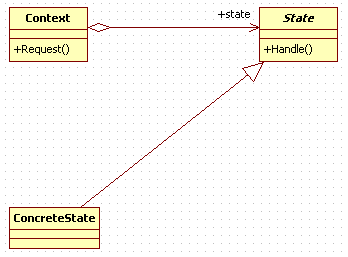 Context
+state
State
+Request()
+Handle()
ConcreteState